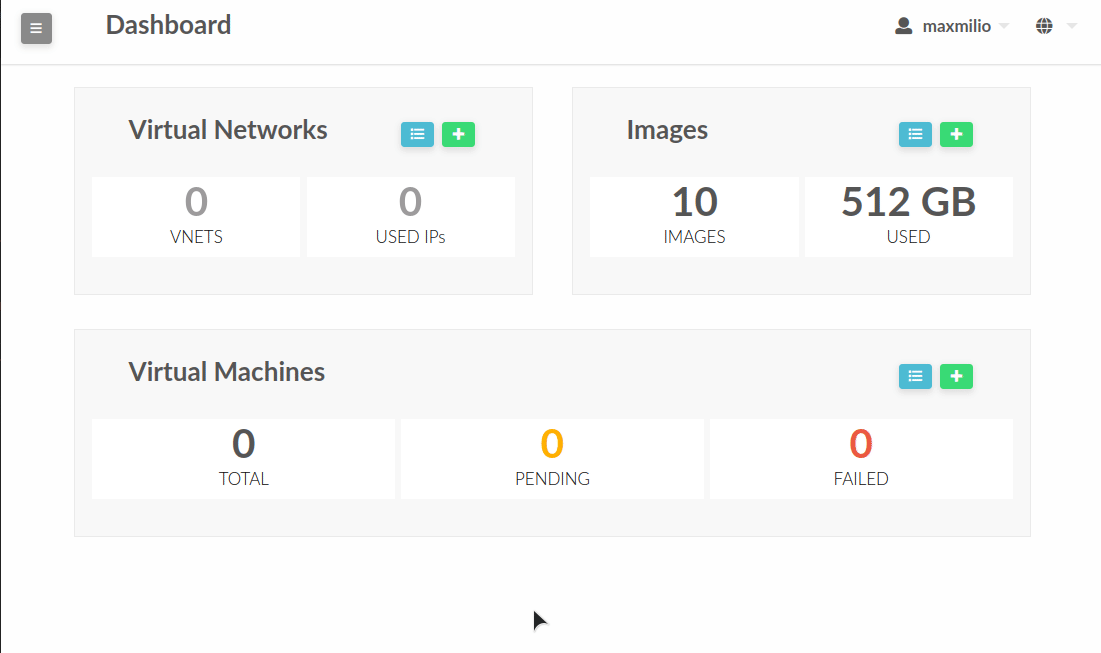 Dashboard
maxmilio
Virtual Networks
0
VNETS
0
USED IPs
Images
10
IMAGES
512 GB
USED
Virtual Machines
0
TOTAL
0
PENDING
0
FAILED